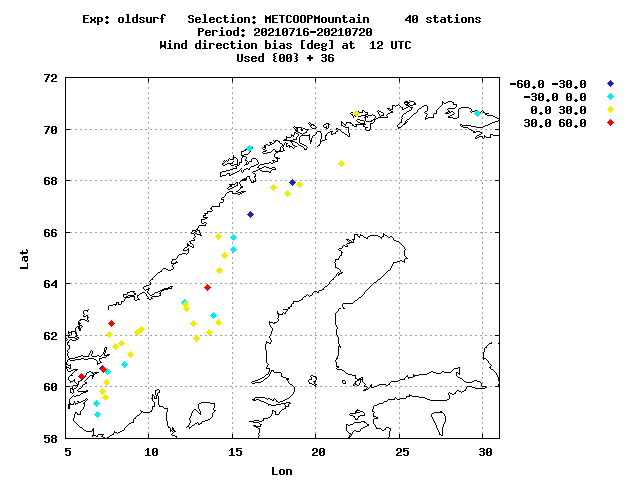 Exp: oldsurf   Selection: METCOOPMountain     40 stations
Period: 20210716-20210720
Wind direction bias [deg] at  12 UTC
Used {00} + 36
-60.0 -30.0
-30.0 0.0
0.0 30.0
30.0 60.0
72
70
68
66
64
62
60
58
Lat
5 10 15 20 25 30
Lon